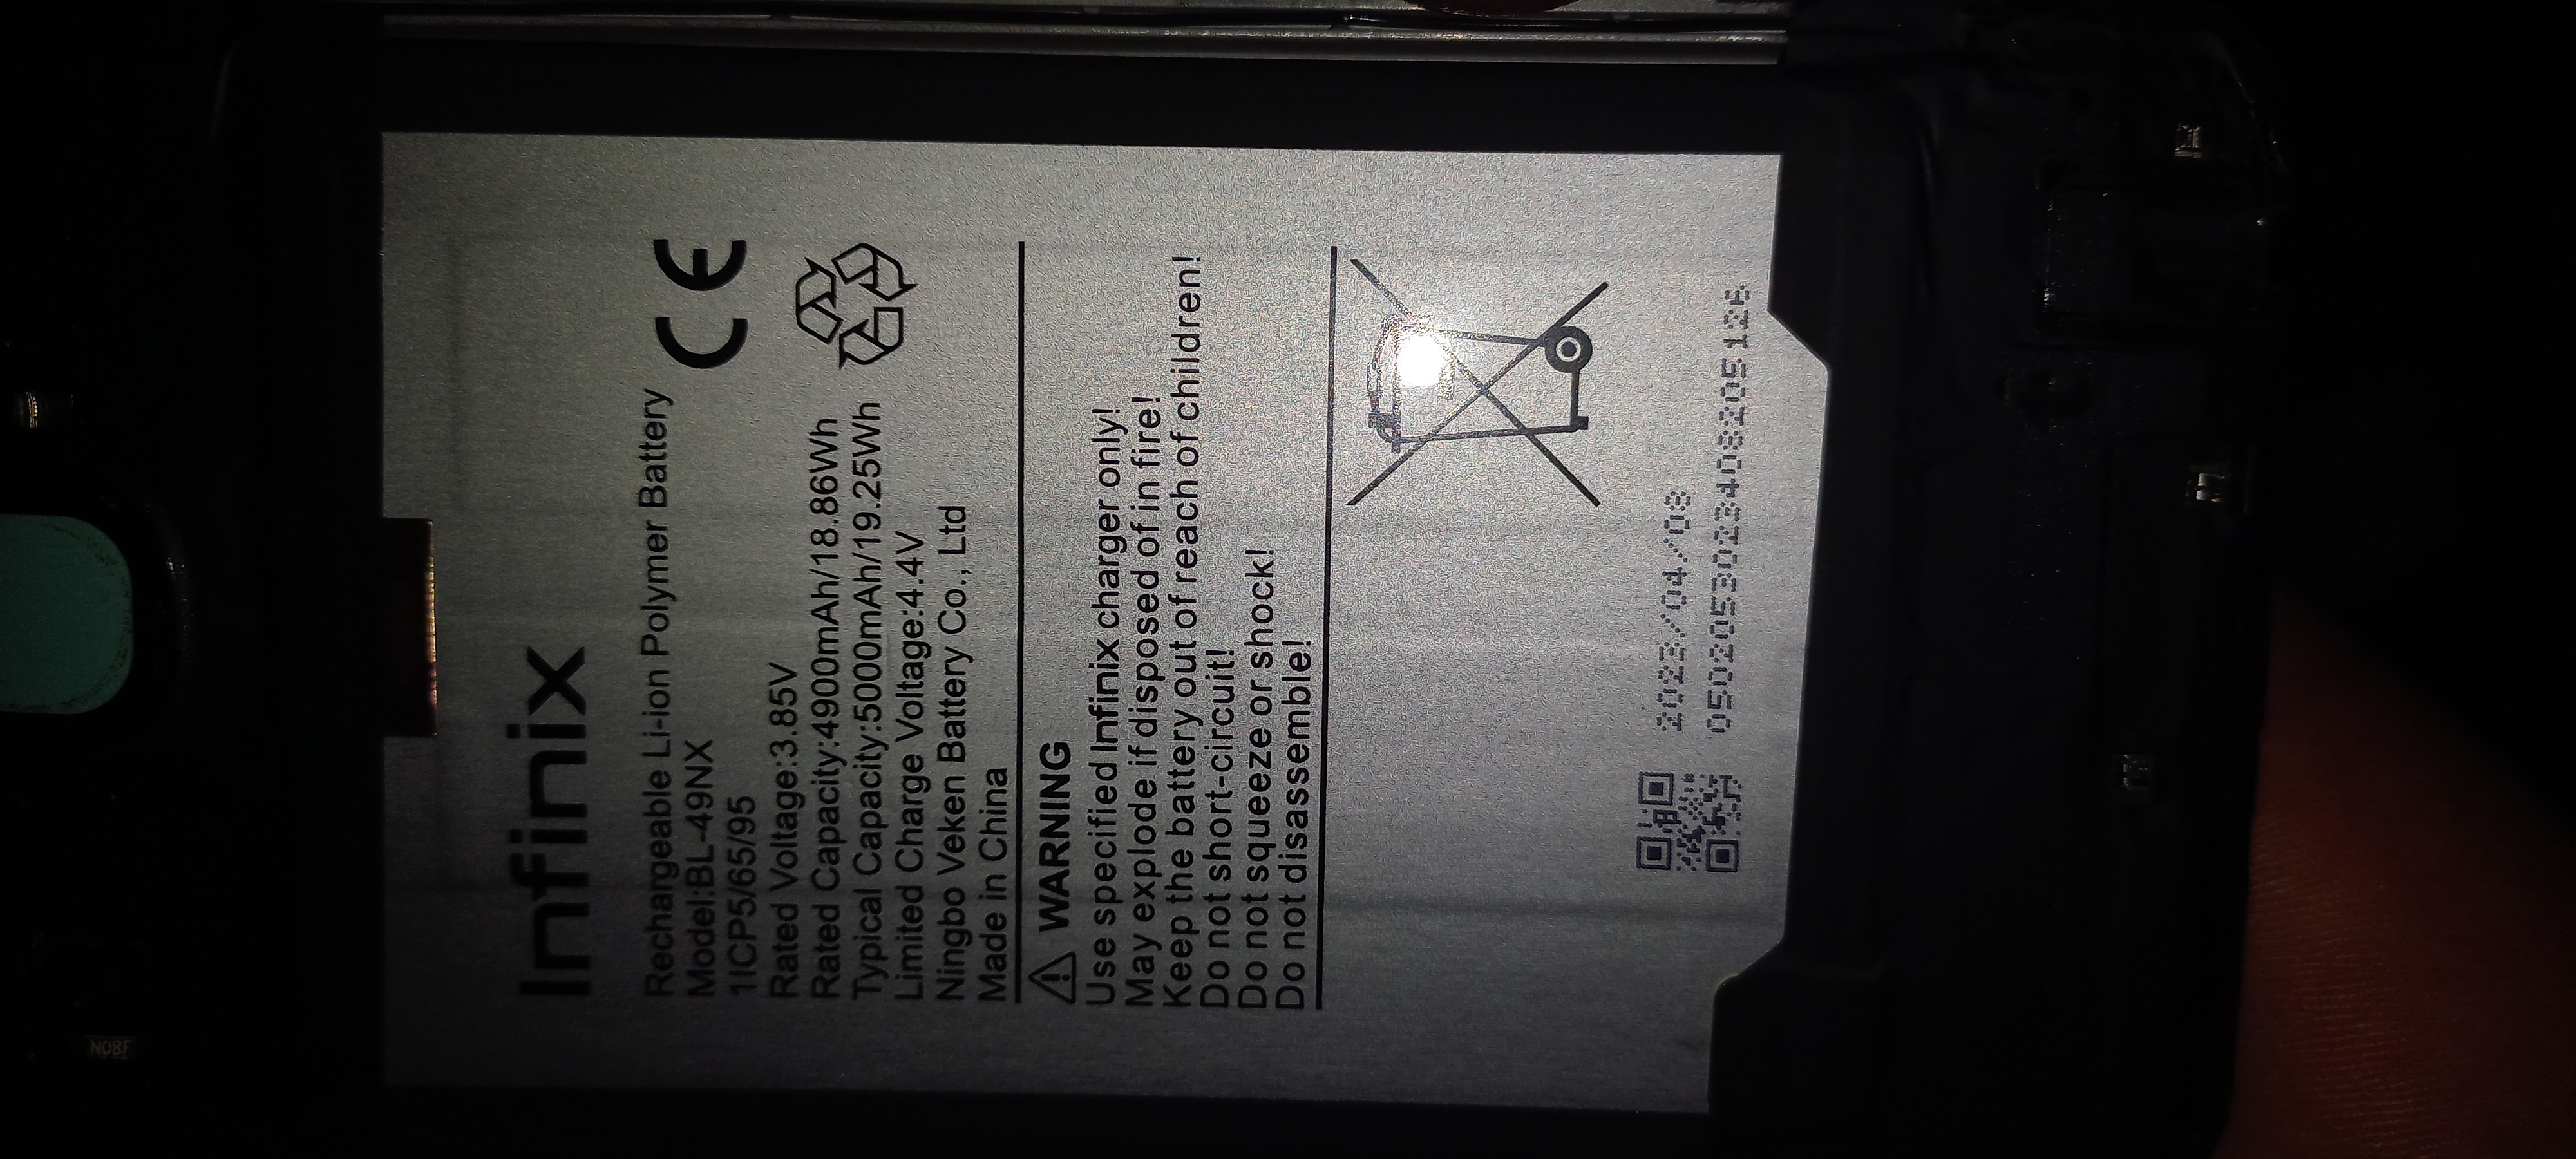 N08F
Infinix
Rechargeable Li-ion Polymer Battery
Model:BL-49NX
1ICP5/65/95
Rated Voltage:3.85V
Rated Capacity:4900mAh/18.86Wh
Typical Capacity:5000mAh/19.25Wh
Limited Charge Voltage:4.4V
Ningbo Veken Battery Co., Ltd
Made in China
CE
WARNING
Use specified Infinix charger only!
May explode if disposed of in fire!
Keep the battery out of reach of children!
Do not short-circuit!
Do not squeeze or shock!
Do not disassemble!
2023/04/08
0502053023408205126